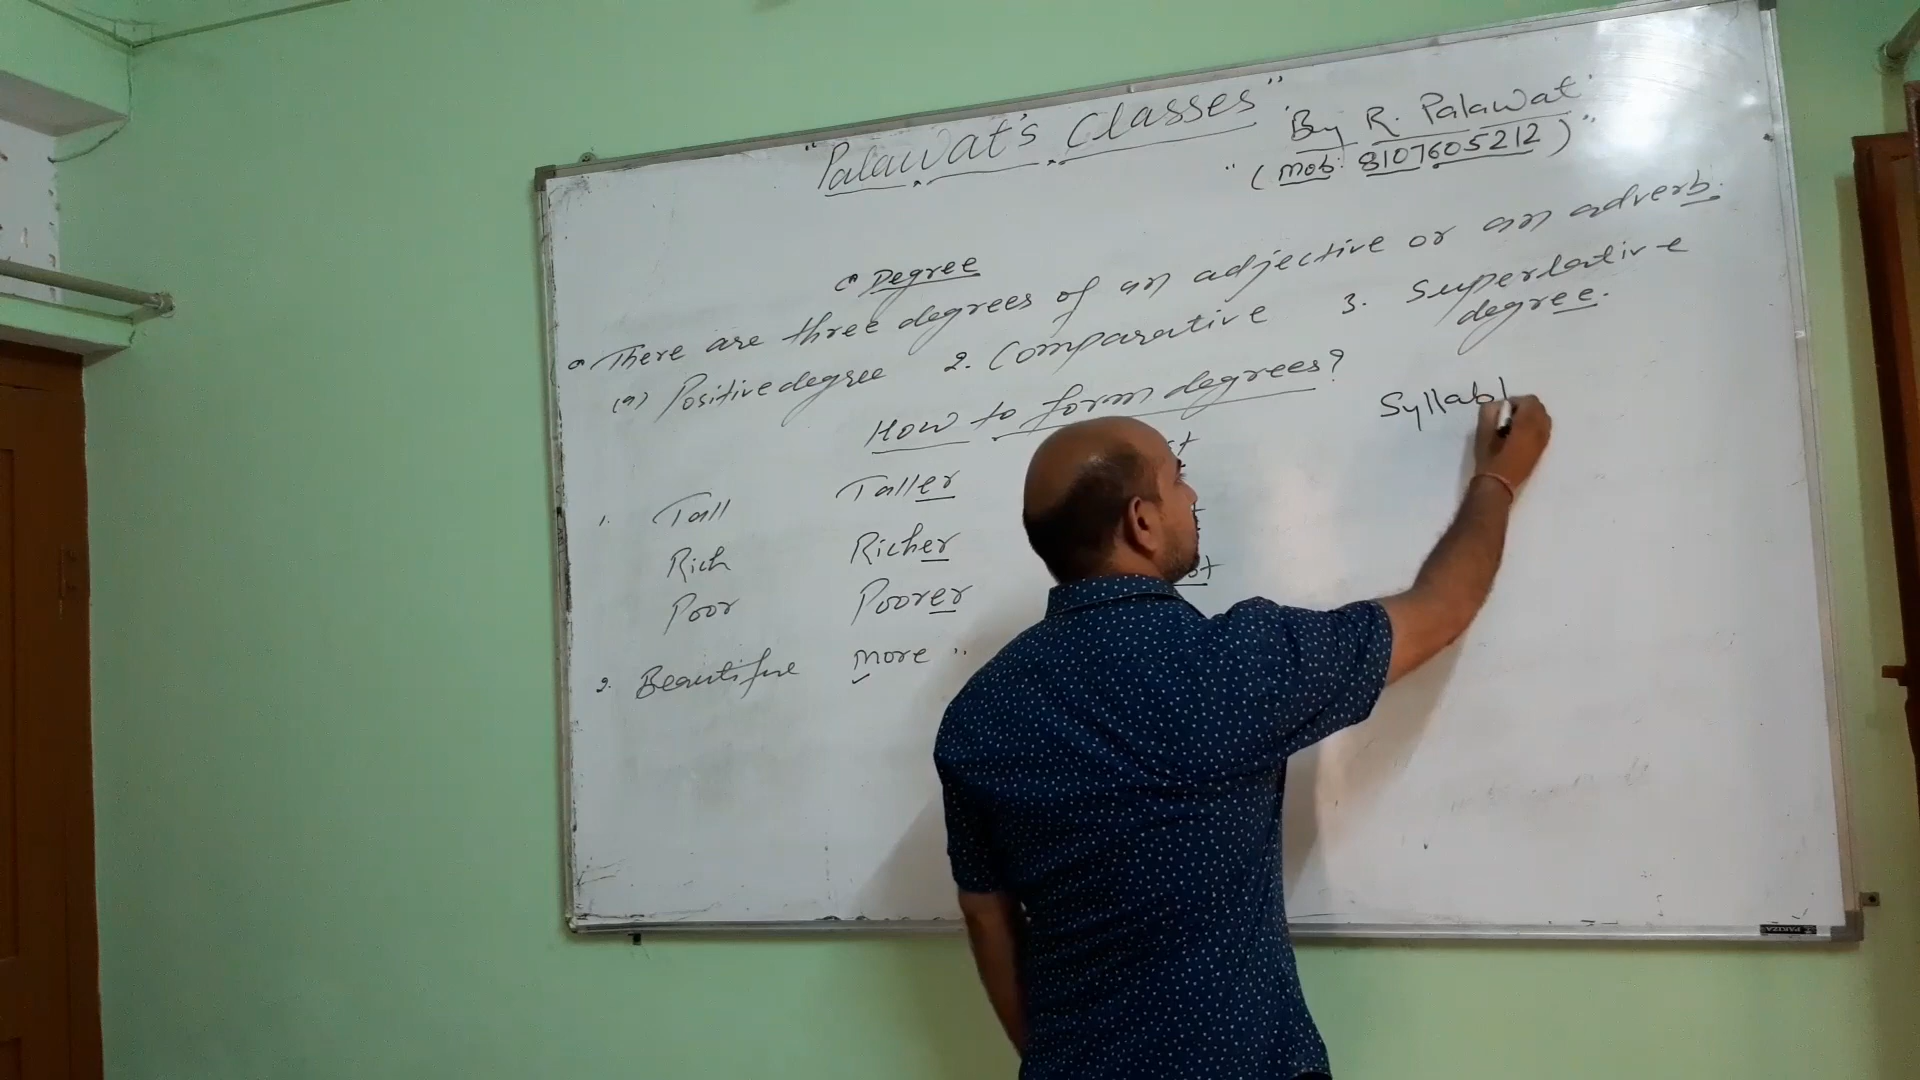 "Palawat's Classes"
"By R. Palawat"
"(Mob: 8107605212)"
Degree
There are three degrees of an adjective or an adverb.
(a) Positive degree 2. Comparative 3. Superlative
degree.
How to form degrees?
Syllabl
1. Tall Taller
Rich Richer
Poor Poorer
2. Beautiful More "
PARIZA